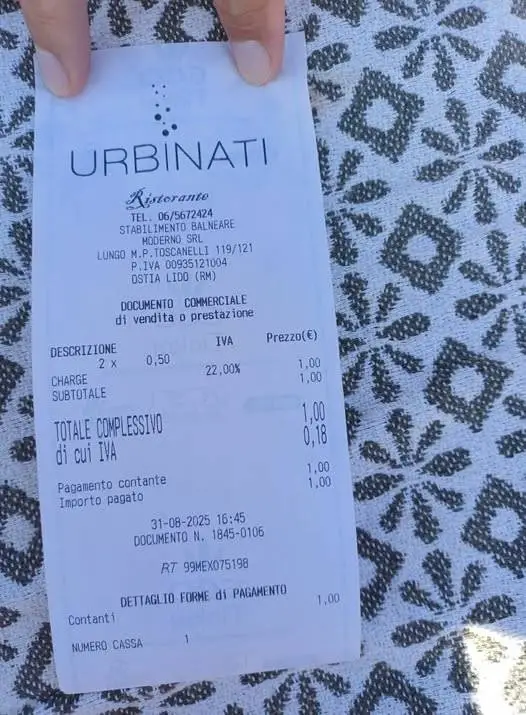 URBINATI
Ristorante
TEL. 06/5672424
STABILIMENTO BALNEARE
MODERNO SRL
LUNGO M.P.TOSCANELLI 119/121
P.IVA 00935121004
OSTIA LIDO (RM)
DOCUMENTO COMMERCIALE
di vendita o prestazione
DESCRIZIONE IVA Prezzo(€)
2 x 0,50
CHARGE 22,00% 1,00
SUBTOTALE 1,00
TOTALE COMPLESSIVO 1,00
di cui IVA 0,18
Pagamento contante 1,00
Importo pagato 1,00
31-08-2025 16:45
DOCUMENTO N. 1845-0106
RT 99MEX075198
DETTAGLIO FORME di PAGAMENTO
Contanti 1,00
NUMERO CASSA 1